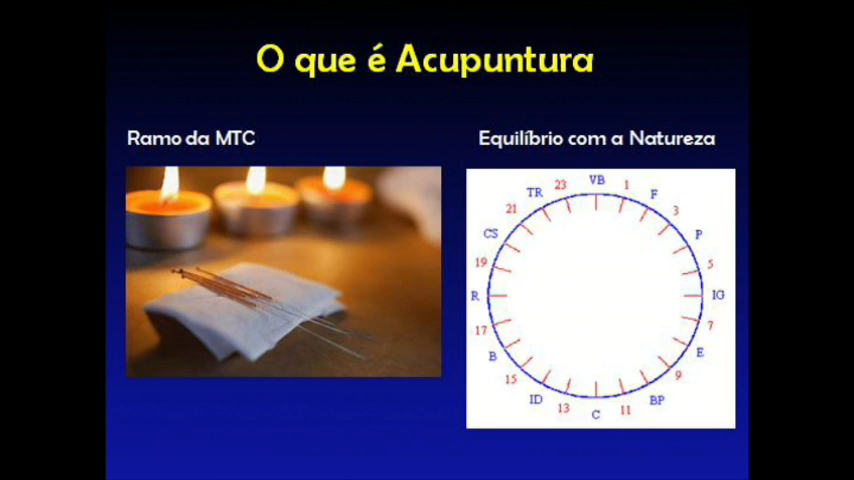 O que é Acupuntura
Ramo da MTC
Equilíbrio com a Natureza
VB
1
F
3
P
5
IG
7
E
9
BP
11
C
13
ID
15
B
17
R
19
CS
21
TR
23